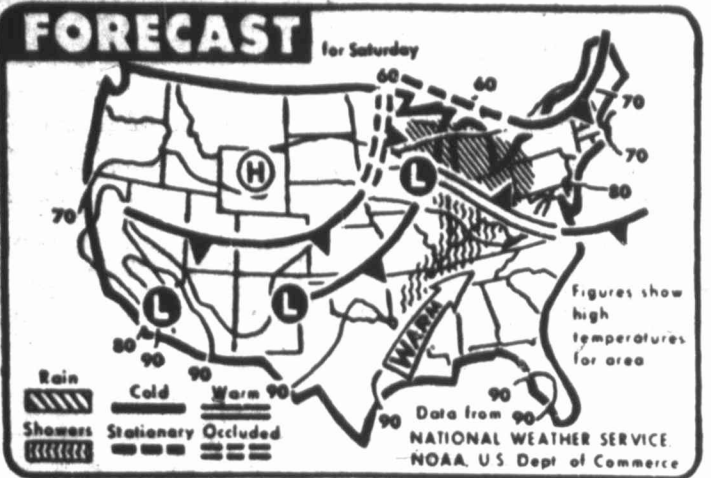 FORECAST for Saturday
60
60
70
70
80
H
L
70
L
L
80
90
90
90
90
90
90
WARM
Figures show
high
temperatures
for area
Rain
Cold
Warm
Showers
Stationary
Occluded
Data from
NATIONAL WEATHER SERVICE,
NOAA, U.S. Dept of Commerce